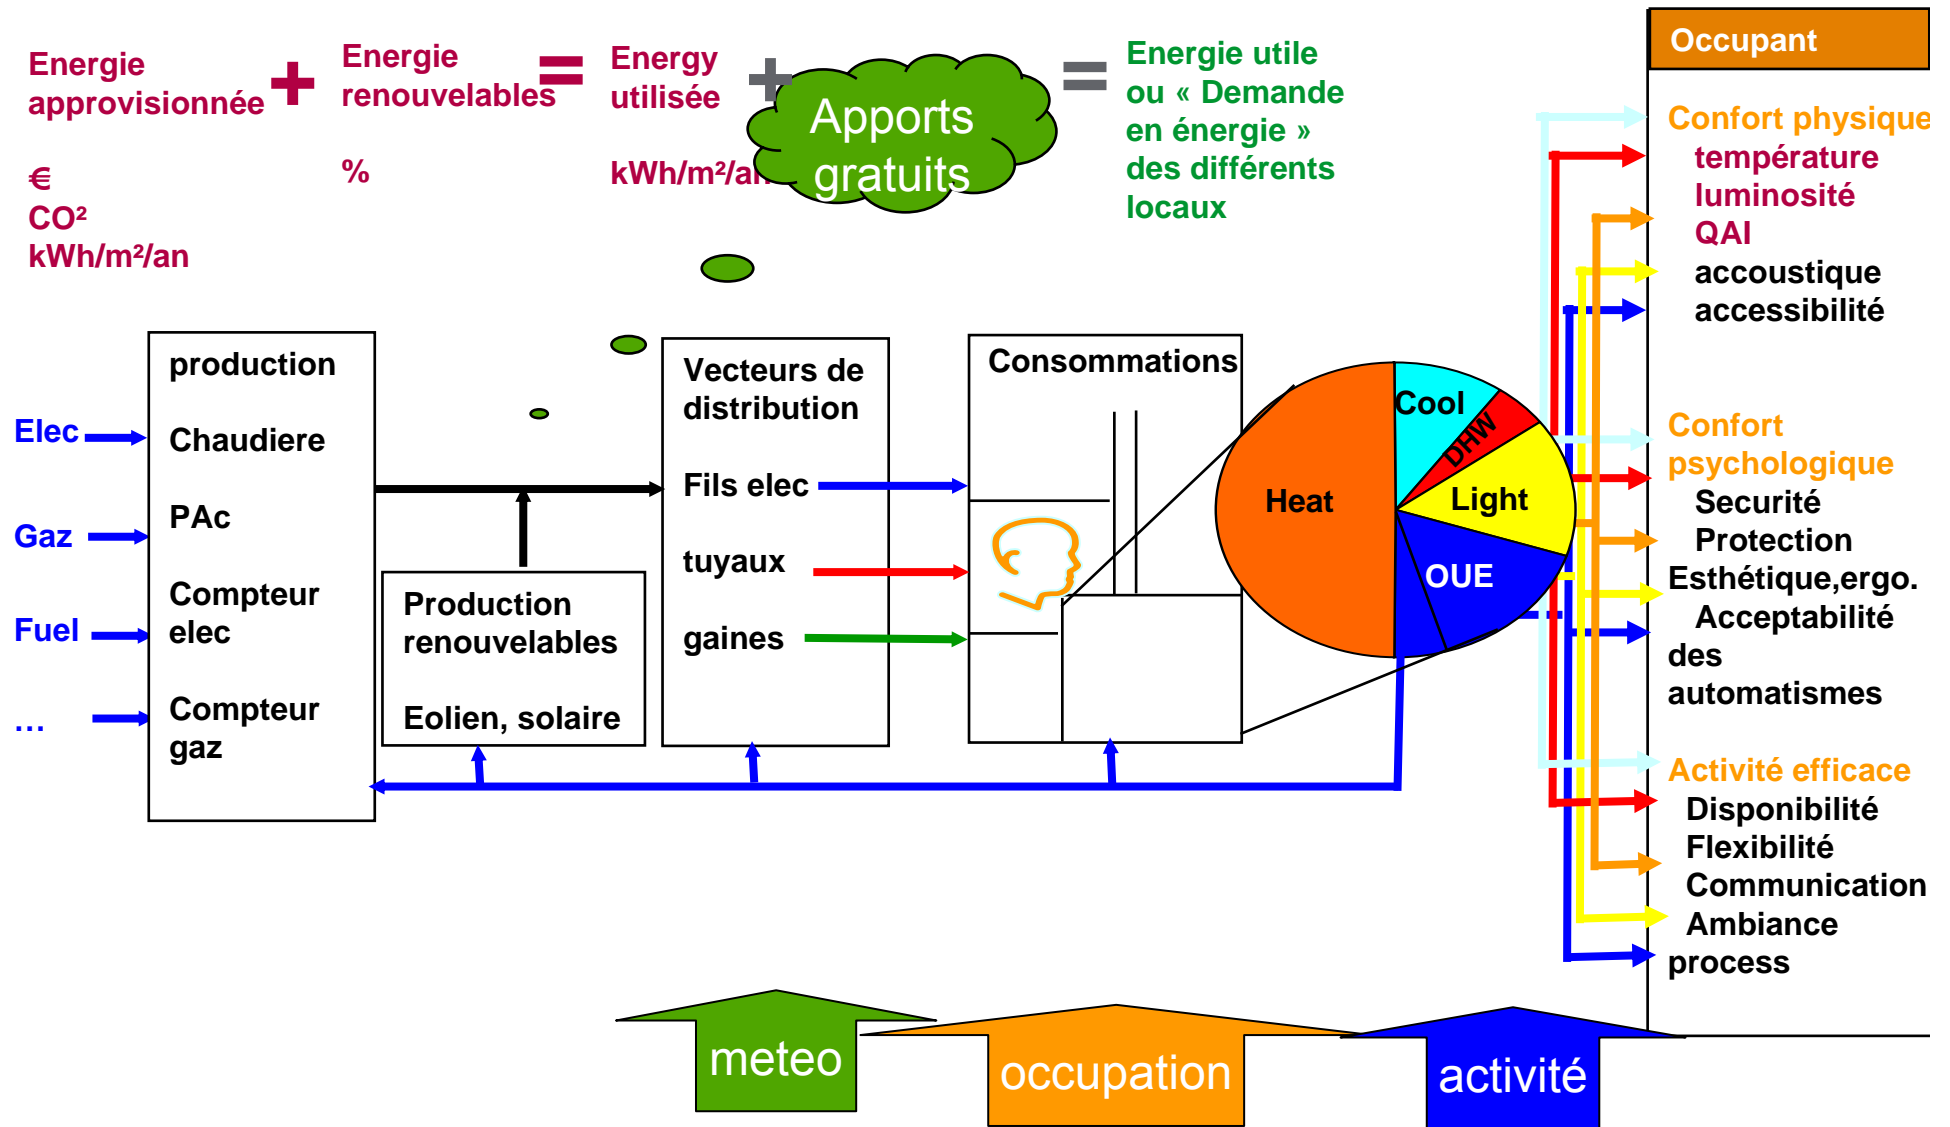 Energie
approvisionnée
€
CO²
kWh/m²/an
+
Energie
renouvelables
%
=
Energy
utilisée
kWh/m²/an
+
Apports
gratuits
=
Energie utile
ou « Demande
en énergie »
des différents
locaux
Elec
Gaz
Fuel
…
production
Chaudiere
PAc
Compteur
elec
Compteur
gaz
Production
renouvelables
Eolien, solaire
Vecteurs de
distribution
Fils elec
tuyaux
gaines
Consommations
Heat
Cool
DHW
Light
OUE
Occupant
Confort physique
température
luminosité
QAI
accoustique
accessibilité
Confort
psychologique
Securité
Protection
Esthétique,ergo.
Acceptabilité
des
automatismes
Activité efficace
Disponibilité
Flexibilité
Communication
Ambiance
process
meteo
occupation
activité